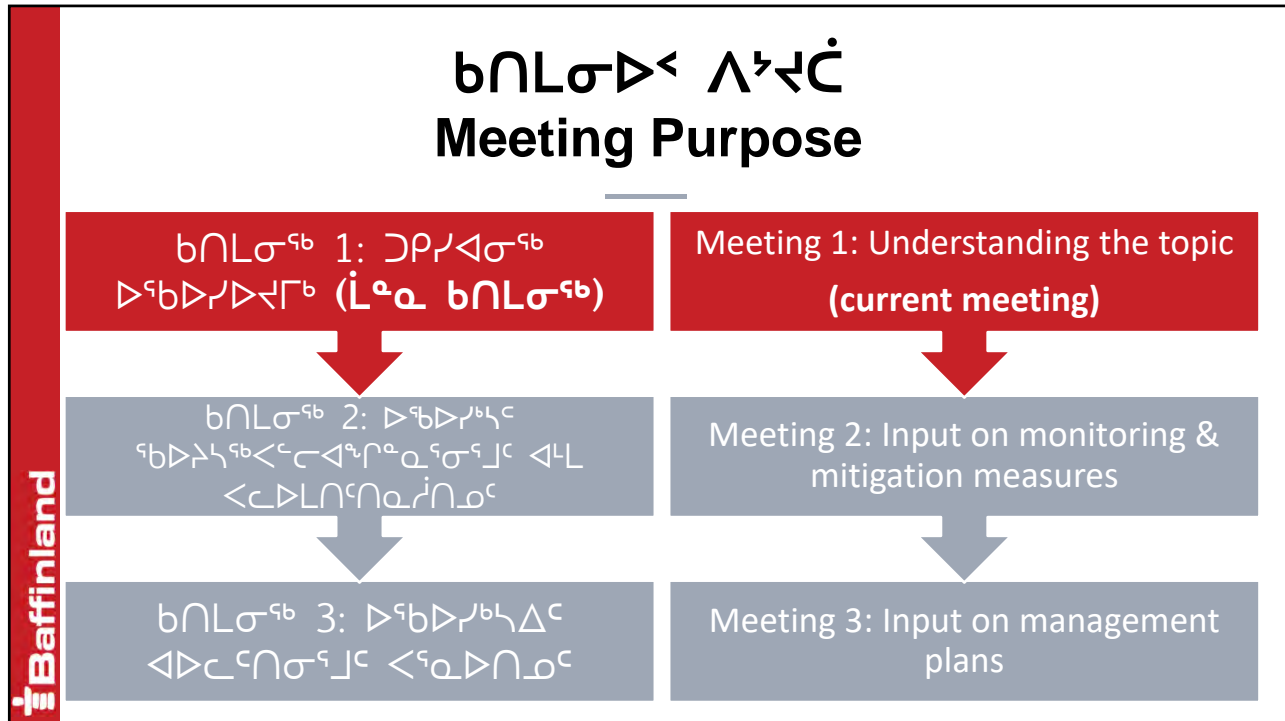 ᑲᑎᒪᓂᐅᑉ ᐱᔾᔪᑖ
Meeting Purpose
ᑲᑎᒪᓂᖅ 1: ᑐᑭᓯᐊᓂᖅ
ᐅᖃᐅᓯᐅᔪᒥᒃ (ᒫᓐᓇ ᑲᑎᒪᓂᖅ)
Meeting 1: Understanding the topic
(current meeting)
ᑲᑎᒪᓂᖅ 2: ᐅᖃᐅᓯᒃᓴᑦ
ᖃᐅᔨᓴᖅᐸᓪᓕᐊᖏᓐᓇᕐᓂᕐᒧᑦ ᐊᒻᒪ
ᐸᓚᐅᒪᑎᑦᑎᓇᓲᑎᓄᑦ
Meeting 2: Input on monitoring &
mitigation measures
ᑲᑎᒪᓂᖅ 3: ᐅᖃᐅᓯᒃᓴᐃᑦ
ᐊᐅᓚᑦᑎᓂᕐᒧᑦ ᐸᕐᓇᐅᑎᓄᑦ
Meeting 3: Input on management
plans
Baffinland